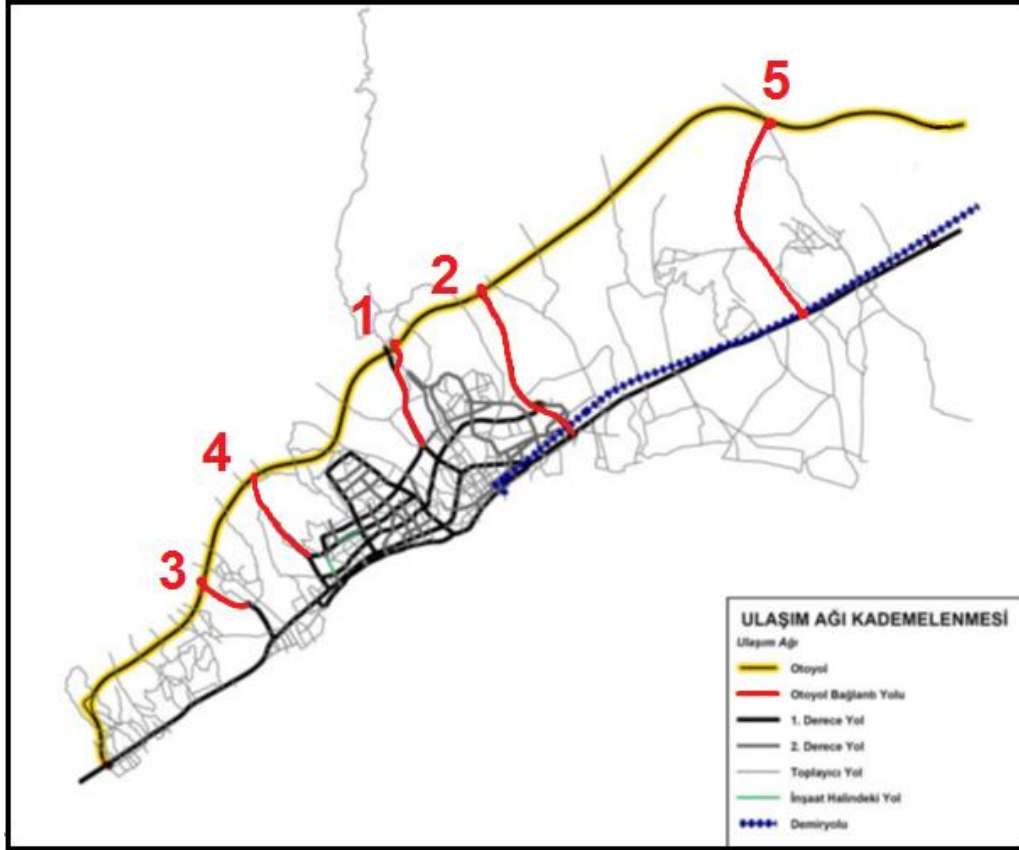 5
2
1
4
3
ULAŞIM AĞI KADEMELENMESİ
Ulaşım Ağı
Otoyol
Otoyol Bağlantı Yolu
1. Derece Yol
2. Derece Yol
Toplayıcı Yol
İnşaat Halindeki Yol
Demiryolu